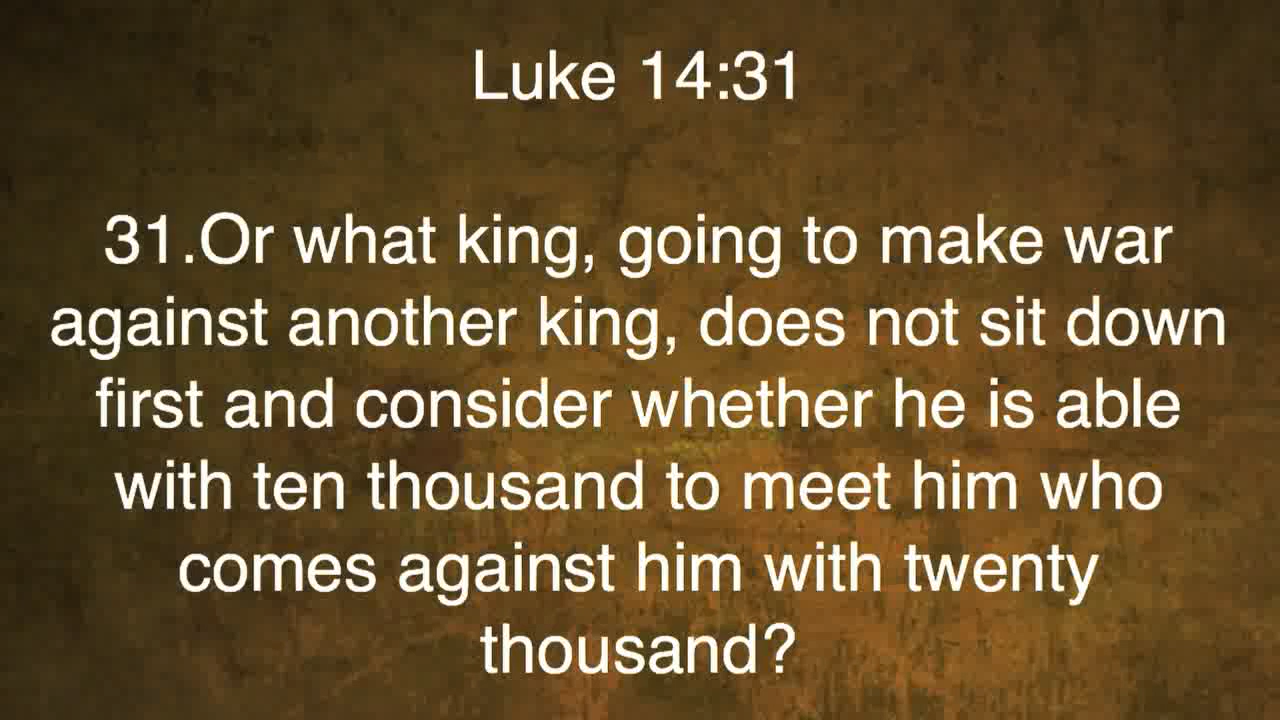 Luke 14:31
31.Or what king, going to make war
against another king, does not sit down
first and consider whether he is able
with ten thousand to meet him who
comes against him with twenty
thousand?